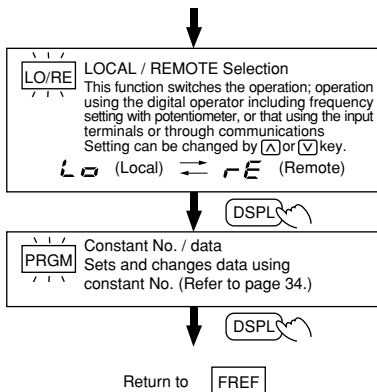 LO/RE
LOCAL / REMOTE Selection
This function switches the operation; operation
using the digital operator including frequency
setting with potentiometer, or that using the input
terminals or through communications
Setting can be changed by ∧ or ∨ key.
Lo (Local) ⇄ rE (Remote)
DSPL
PRGM
Constant No. / data
Sets and changes data using
constant No. (Refer to page 34.)
DSPL
Return to FREF